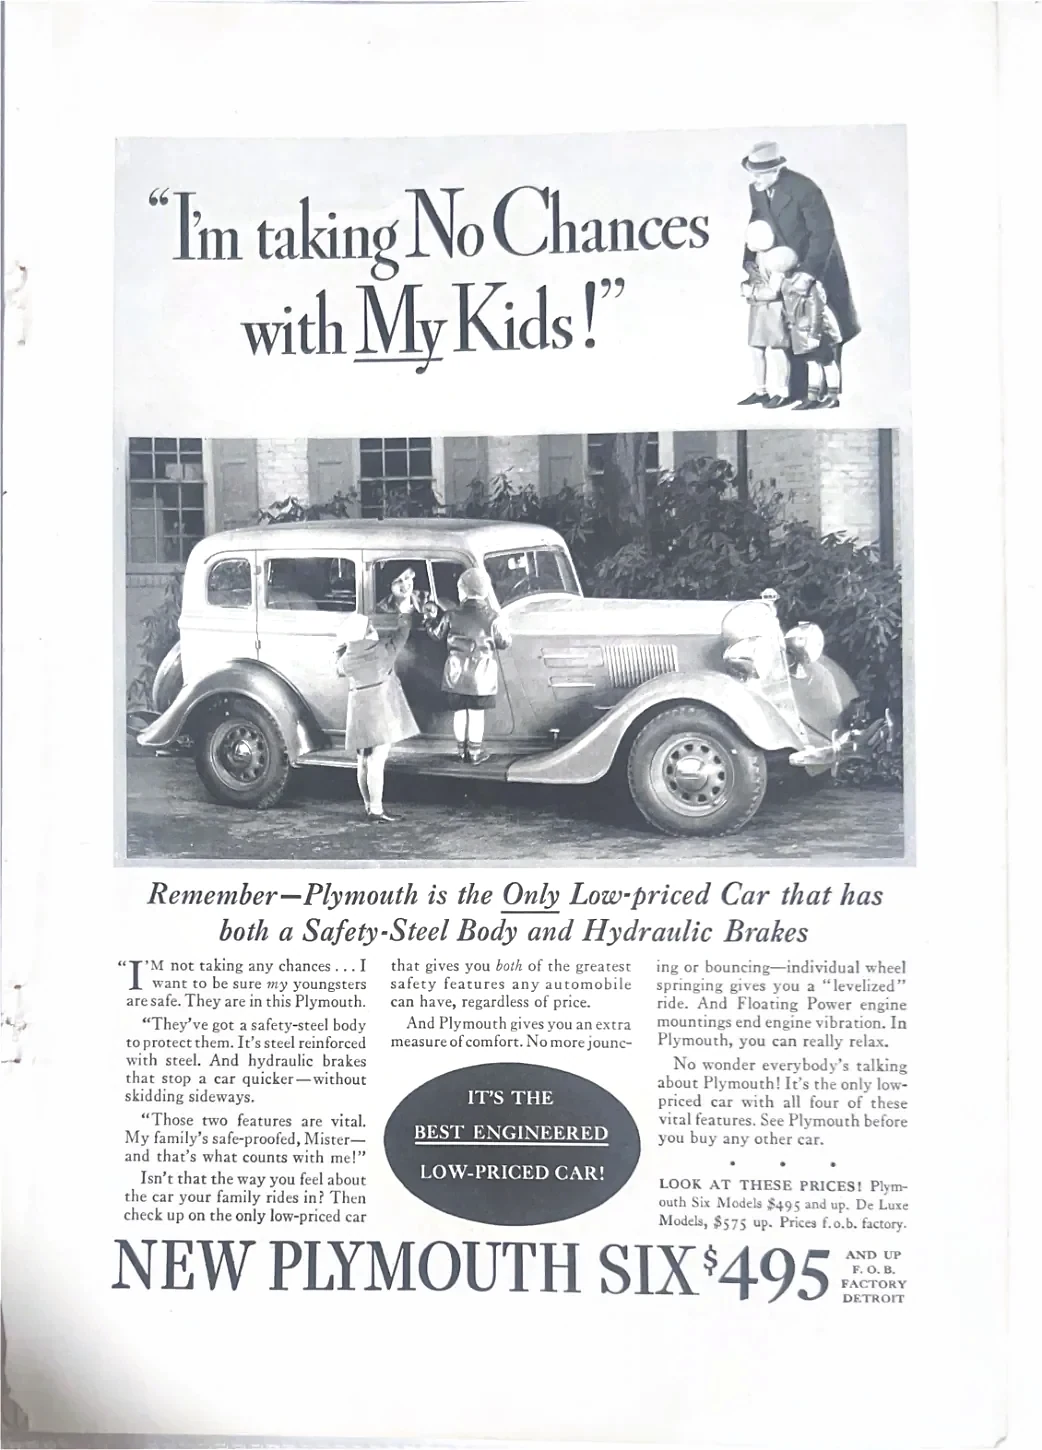 “I'm taking No Chances
with My Kids!”
Remember—Plymouth is the Only Low-priced Car that has
both a Safety-Steel Body and Hydraulic Brakes
“I’M not taking any chances . . . I
want to be sure my youngsters
are safe. They are in this Plymouth.
“They’ve got a safety-steel body
to protect them. It’s steel reinforced
with steel. And hydraulic brakes
that stop a car quicker—without
skidding sideways.
“Those two features are vital.
My family’s safe-proofed, Mister—
and that’s what counts with me!”
Isn’t that the way you feel about
the car your family rides in? Then
check up on the only low-priced car
that gives you both of the greatest
safety features any automobile
can have, regardless of price.
And Plymouth gives you an extra
measure of comfort. No more jounc-
IT’S THE
BEST ENGINEERED
LOW-PRICED CAR!
ing or bouncing—individual wheel
springing gives you a “levelized”
ride. And Floating Power engine
mountings end engine vibration. In
Plymouth, you can really relax.
No wonder everybody’s talking
about Plymouth! It’s the only low-
priced car with all four of these
vital features. See Plymouth before
you buy any other car.
. . .
LOOK AT THESE PRICES! Plym-
outh Six Models $495 and up. De Luxe
Models, $575 up. Prices f.o.b. factory.
NEW PLYMOUTH SIX $495
AND UP
F. O. B.
FACTORY
DETROIT